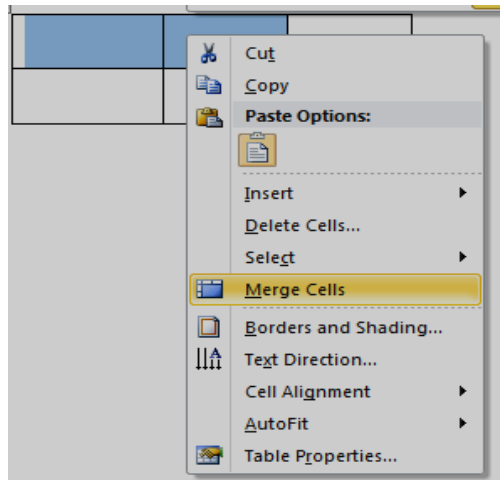 Cut
Copy
Paste Options:
Insert
Delete Cells...
Select
Merge Cells
Borders and Shading...
Text Direction...
Cell Alignment
AutoFit
Table Properties...